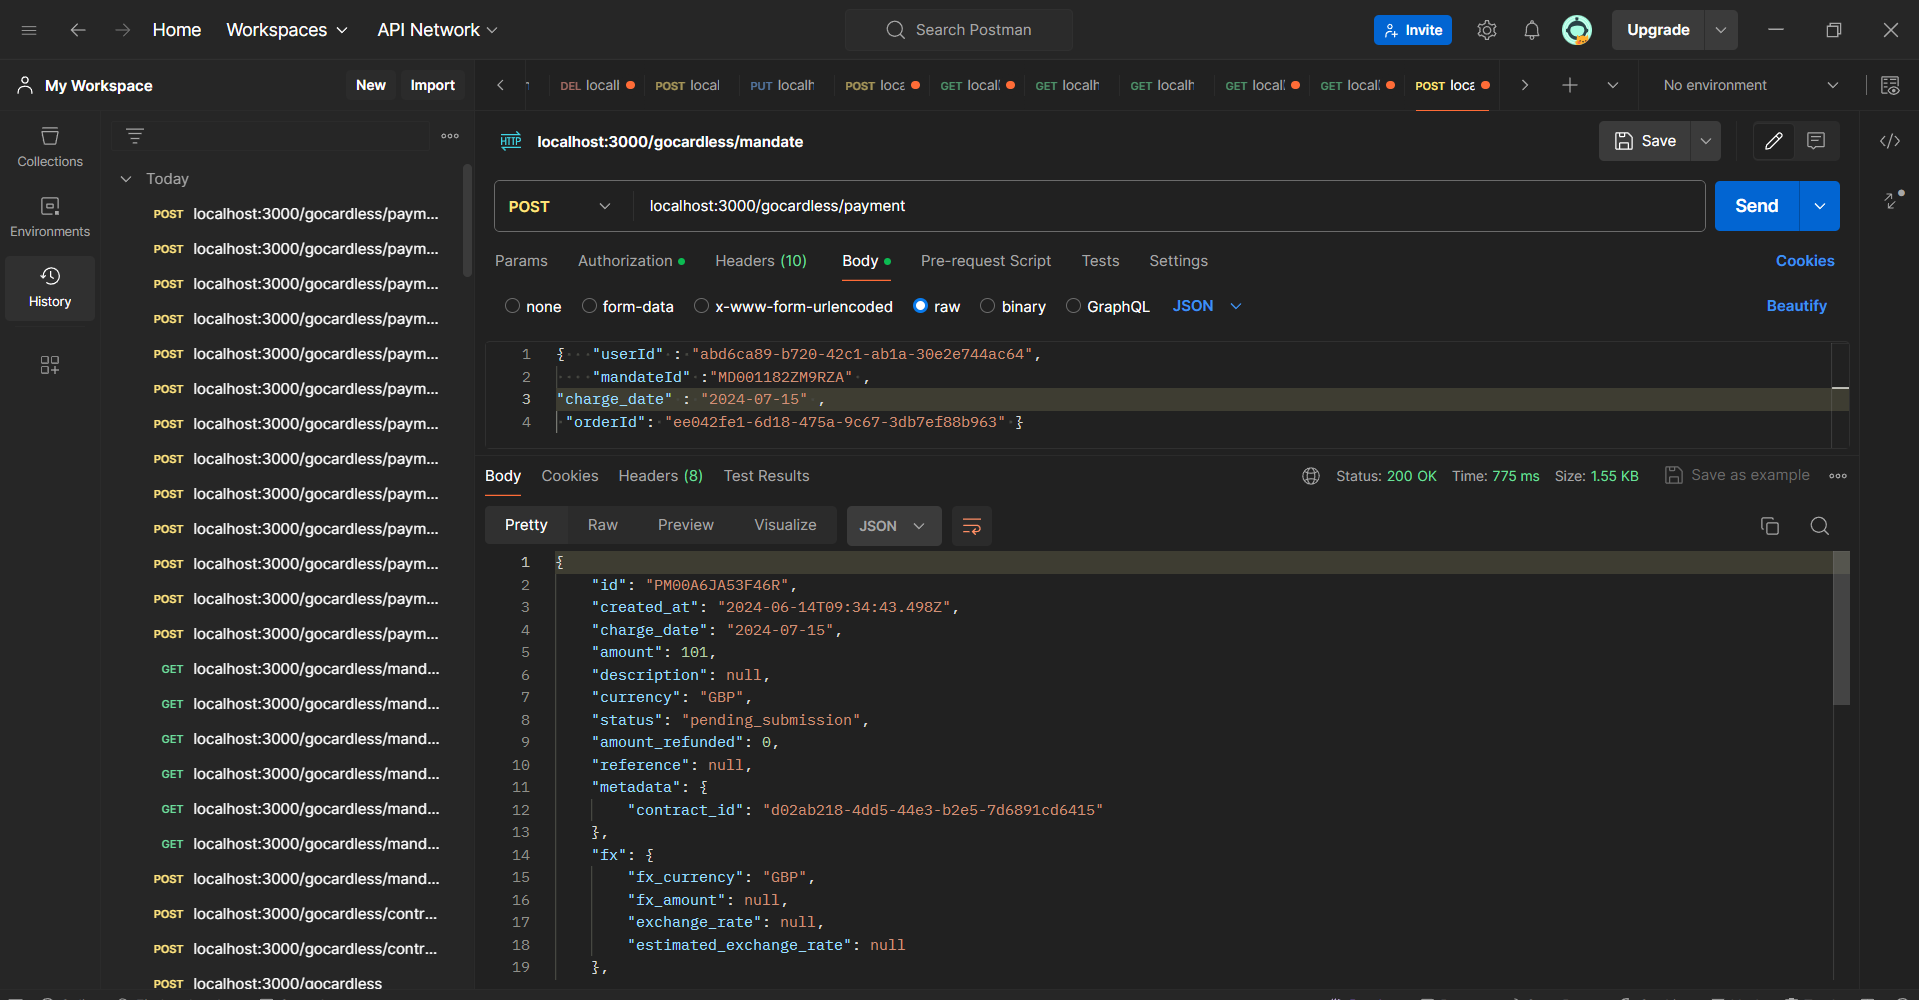 Home
Workspaces
API Network
Search Postman
Invite
Upgrade
My Workspace
New
Import
DEL locall
POST local
PUT localh
POST loca
GET local
GET localh
GET localh
GET local
GET local
POST loca
No environment
Collections
Environments
History
Today
POST localhost:3000/gocardless/paym...
POST localhost:3000/gocardless/paym...
POST localhost:3000/gocardless/paym...
POST localhost:3000/gocardless/paym...
POST localhost:3000/gocardless/paym...
POST localhost:3000/gocardless/paym...
POST localhost:3000/gocardless/paym...
POST localhost:3000/gocardless/paym...
POST localhost:3000/gocardless/paym...
POST localhost:3000/gocardless/paym...
POST localhost:3000/gocardless/paym...
POST localhost:3000/gocardless/paym...
POST localhost:3000/gocardless/paym...
GET localhost:3000/gocardless/mand...
GET localhost:3000/gocardless/mand...
GET localhost:3000/gocardless/mand...
GET localhost:3000/gocardless/mand...
GET localhost:3000/gocardless/mand...
GET localhost:3000/gocardless/mand...
POST localhost:3000/gocardless/mand...
POST localhost:3000/gocardless/contr...
POST localhost:3000/gocardless/contr...
POST localhost:3000/gocardless
HTTP localhost:3000/gocardless/mandate
Save
POST
localhost:3000/gocardless/payment
Send
Params
Authorization
Headers (10)
Body
Pre-request Script
Tests
Settings
Cookies
none
form-data
x-www-form-urlencoded
raw
binary
GraphQL
JSON
Beautify
1 { "userId" : "abd6ca89-b720-42c1-ab1a-30e2e744ac64",
2 "mandateId" :"MD001182ZM9RZA" ,
3 "charge_date" : "2024-07-15" ,
4 "orderId": "ee042fe1-6d18-475a-9c67-3db7ef88b963" }
Body
Cookies
Headers (8)
Test Results
Status: 200 OK
Time: 775 ms
Size: 1.55 KB
Save as example
Pretty
Raw
Preview
Visualize
JSON
1 {
2 "id": "PM00A6JA53F46R",
3 "created_at": "2024-06-14T09:34:43.498Z",
4 "charge_date": "2024-07-15",
5 "amount": 101,
6 "description": null,
7 "currency": "GBP",
8 "status": "pending_submission",
9 "amount_refunded": 0,
10 "reference": null,
11 "metadata": {
12 "contract_id": "d02ab218-4dd5-44e3-b2e5-7d6891cd6415"
13 },
14 "fx": {
15 "fx_currency": "GBP",
16 "fx_amount": null,
17 "exchange_rate": null,
18 "estimated_exchange_rate": null
19 },